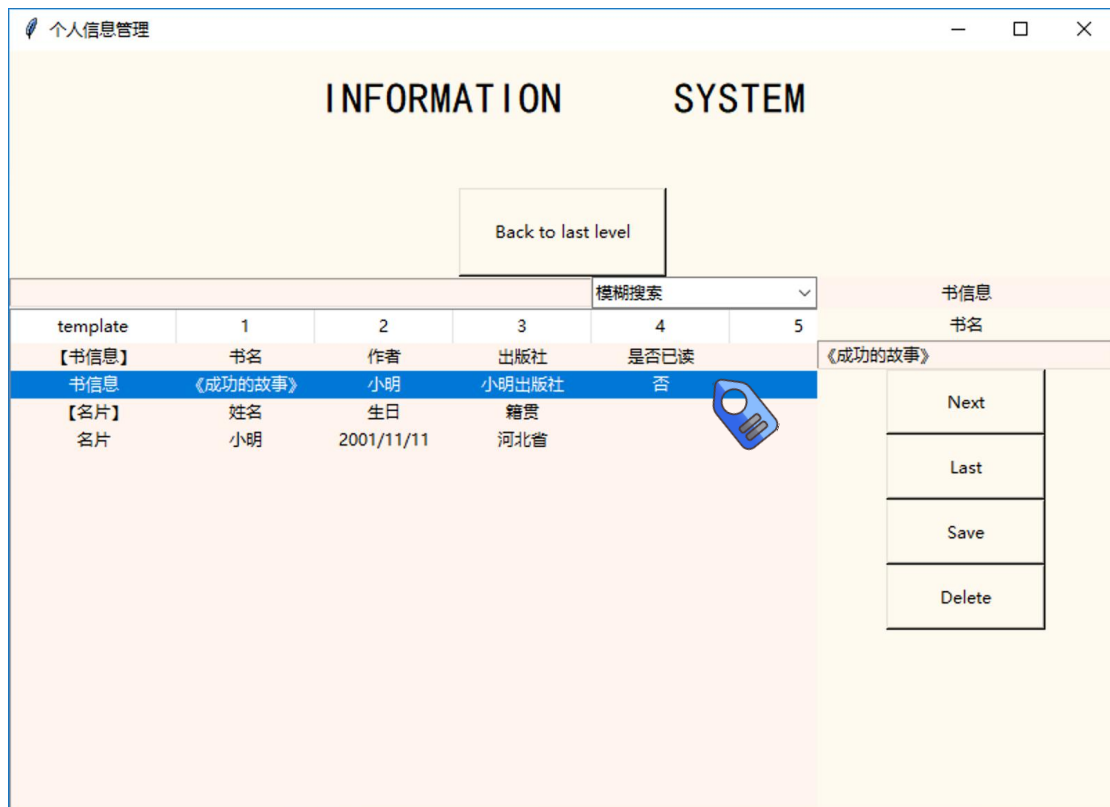 个人信息管理
INFORMATION SYSTEM
Back to last level
模糊搜索 书信息
template 1 2 3 4 5 书名
【书信息】 书名 作者 出版社 是否已读 《成功的故事》
书信息 《成功的故事》 小明 小明出版社 否
【名片】 姓名 生日 籍贯 Next
名片 小明 2001/11/11 河北省
Last
Save
Delete